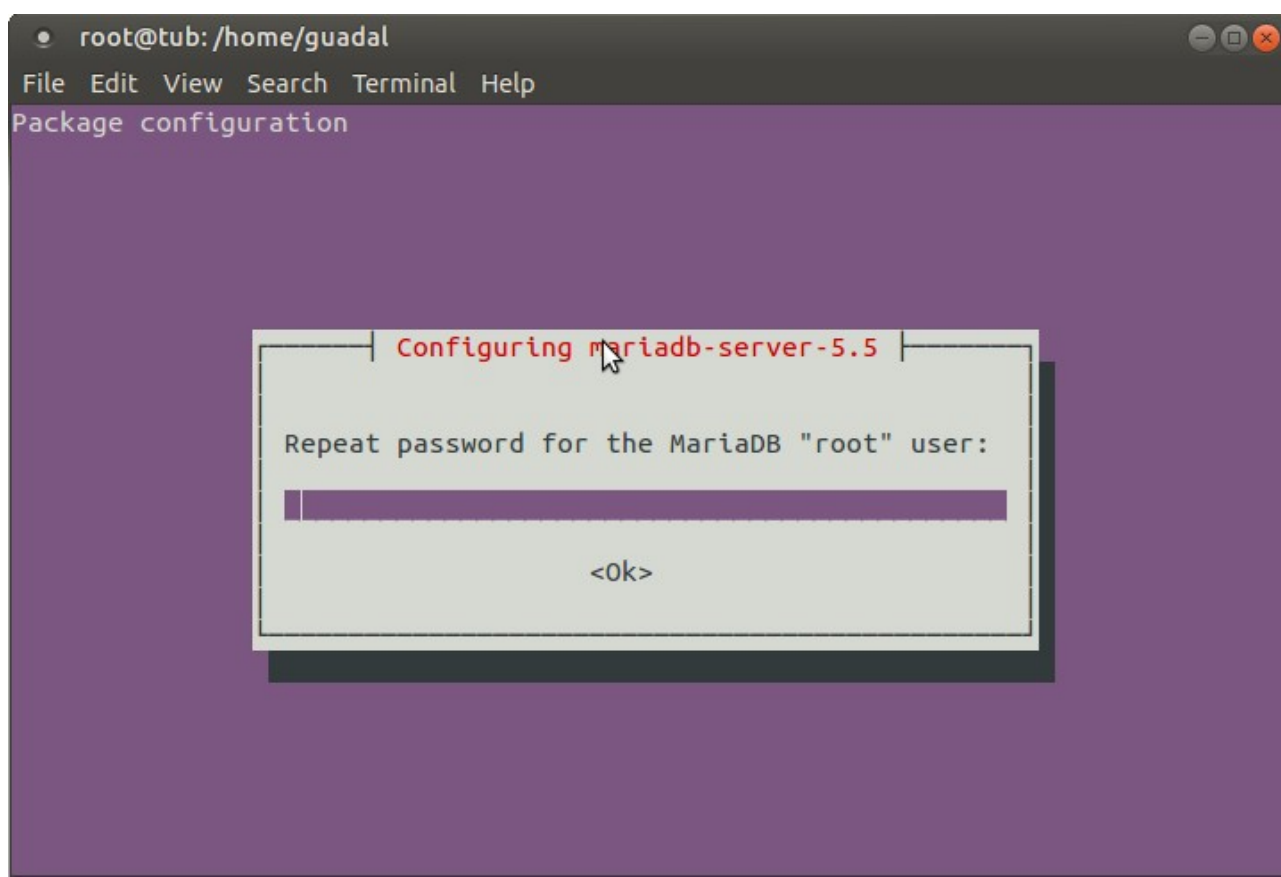 root@tub: /home/guadal
File Edit View Search Terminal Help
Package configuration
Configuring mariadb-server-5.5
Repeat password for the MariaDB "root" user:
<Ok>